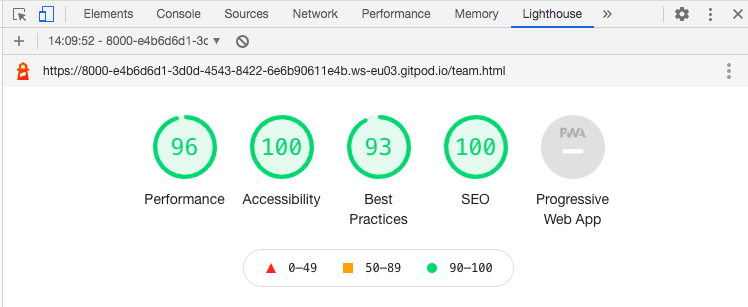 Elements Console Sources Network Performance Memory Lighthouse »
+ 14:09:52 - 8000-e4b6d6d1-3c ▼
https://8000-e4b6d6d1-3d0d-4543-8422-6e6b90611e4b.ws-eu03.gitpod.io/team.html
96 100 93 100 PWA
Performance Accessibility Best Practices SEO Progressive Web App
0–49 50–89 90–100